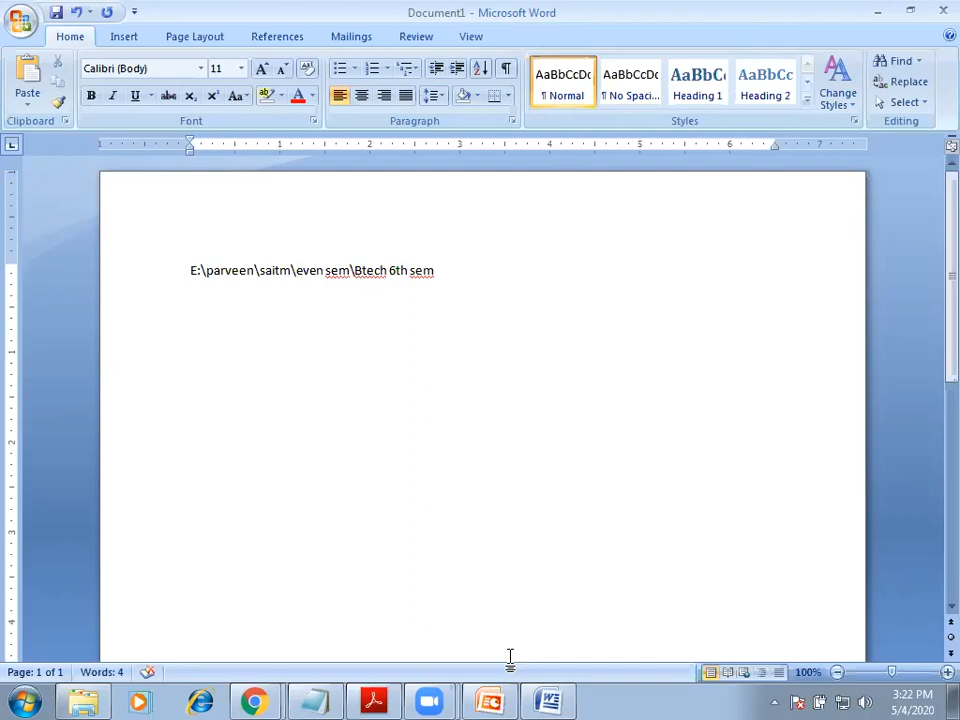 Document1 - Microsoft Word
Home Insert Page Layout References Mailings Review View
Paste
Calibri (Body) 11
AaBbCcDc AaBbCcDc AaBbC AaBbCc
¶ Normal ¶ No Spaci... Heading 1 Heading 2
Change
Styles
Find
Replace
Select
Clipboard Font Paragraph Styles Editing
E:\parveen\saitm\even sem\Btech 6th sem
Page: 1 of 1 Words: 4 100%
3:22 PM
5/4/2020